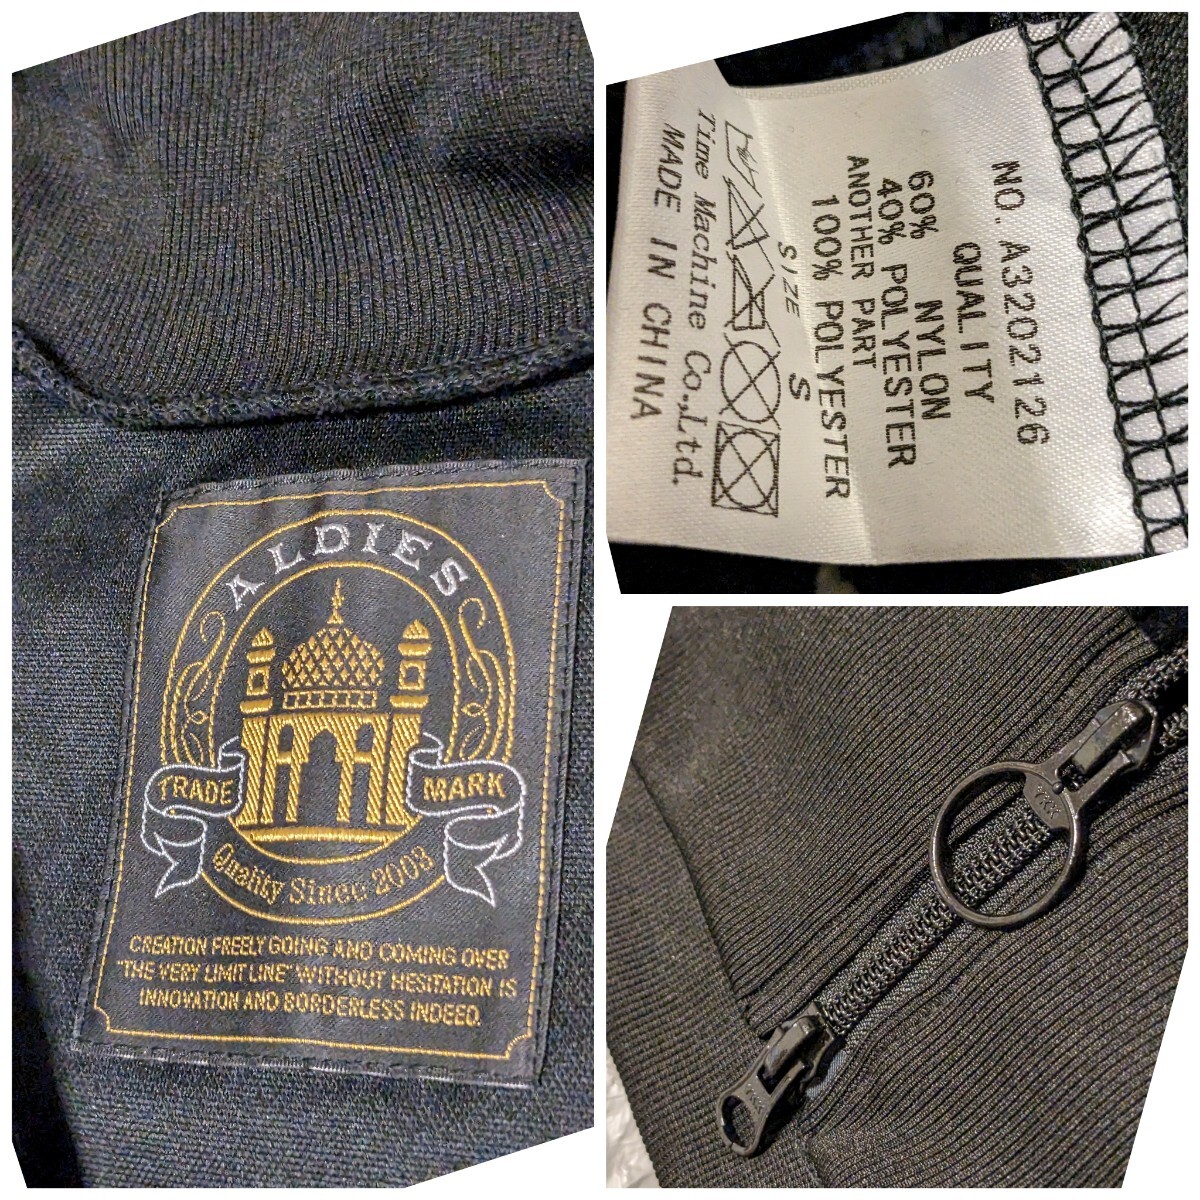 ALDIES
TRADE MARK
Quality Since 2003
CREATION FREELY GOING AND COMING OVER
"THE VERY LIMIT LINE" WITHOUT HESITATION IS
INNOVATION AND BORDERLESS INDEED.
NO. A3202126
QUALITY
60% NYLON
40% POLYESTER
ANOTHER PART
100% POLYESTER
SIZE S
Time Machine Co.,Ltd.
MADE IN CHINA
YKK
YKK